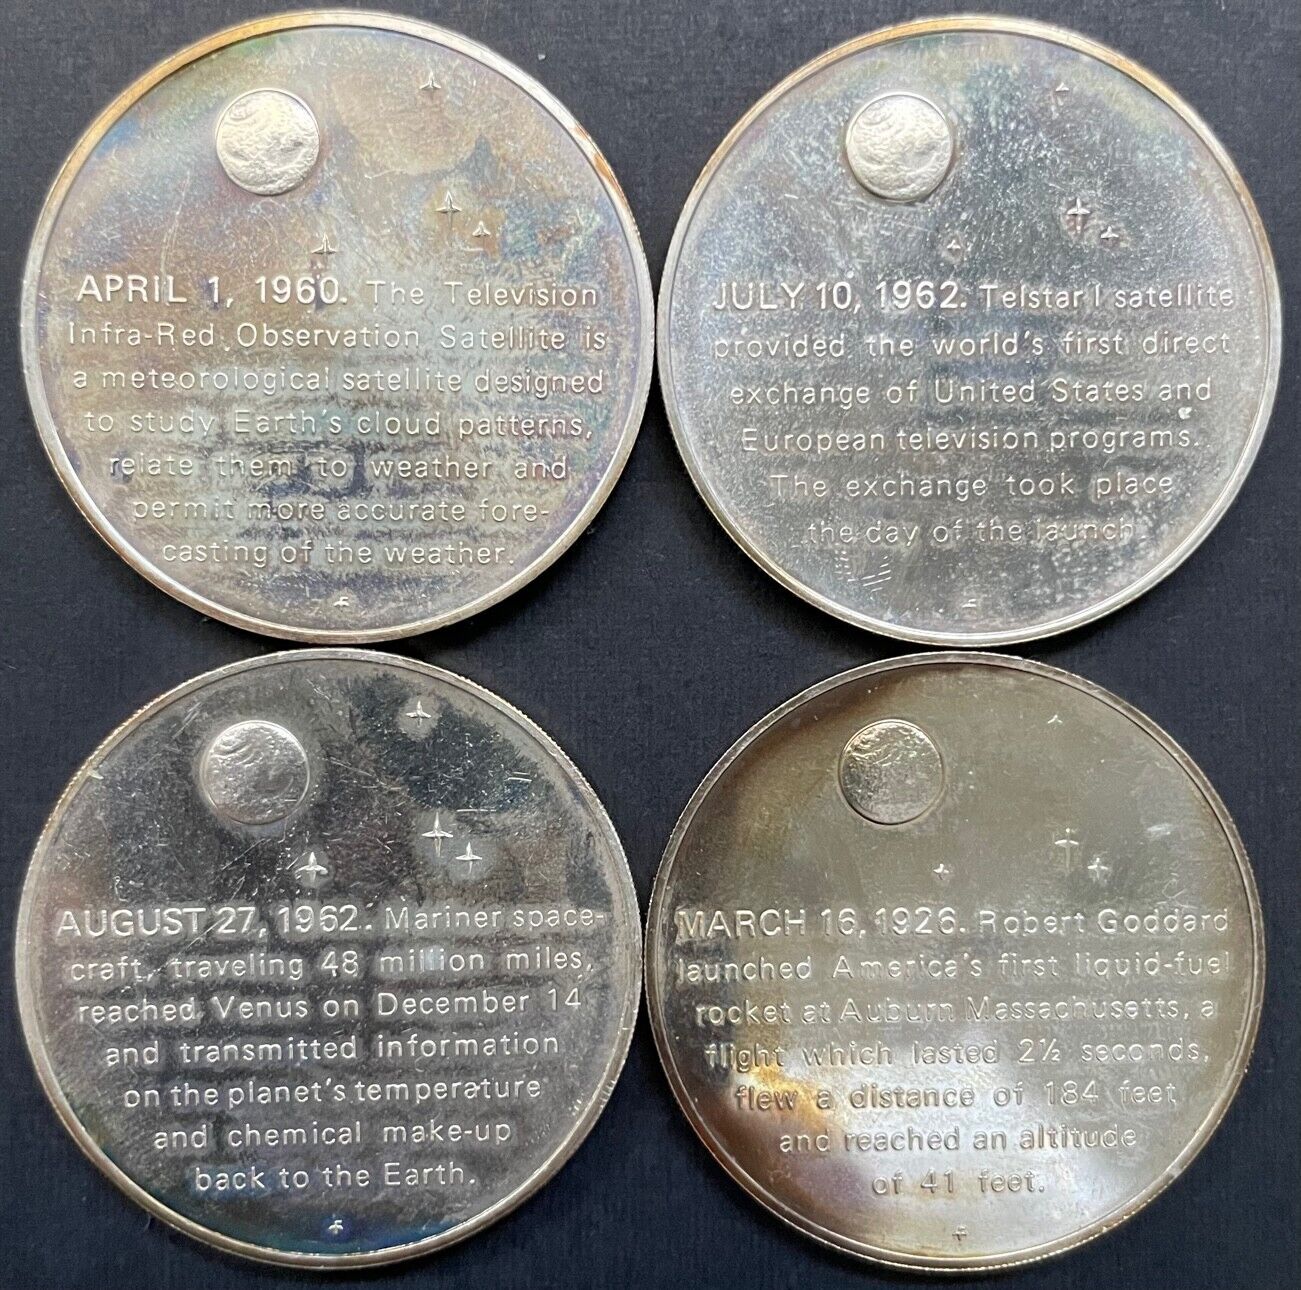 APRIL 1, 1960. The Television
Infra-Red Observation Satellite is
a meteorological satellite designed
to study Earth's cloud patterns,
relate them to weather and
permit more accurate fore-
casting of the weather.
JULY 10, 1962. Telstar I satellite
provided the world's first direct
exchange of United States and
European television programs.
The exchange took place
the day of the launch.
AUGUST 27, 1962. Mariner space-
craft, traveling 48 million miles,
reached Venus on December 14
and transmitted information
on the planet's temperature
and chemical make-up
back to the Earth.
MARCH 16, 1926. Robert Goddard
launched America's first liquid-fuel
rocket at Auburn Massachusetts, a
flight which lasted 2½ seconds,
flew a distance of 184 feet
and reached an altitude
of 41 feet.